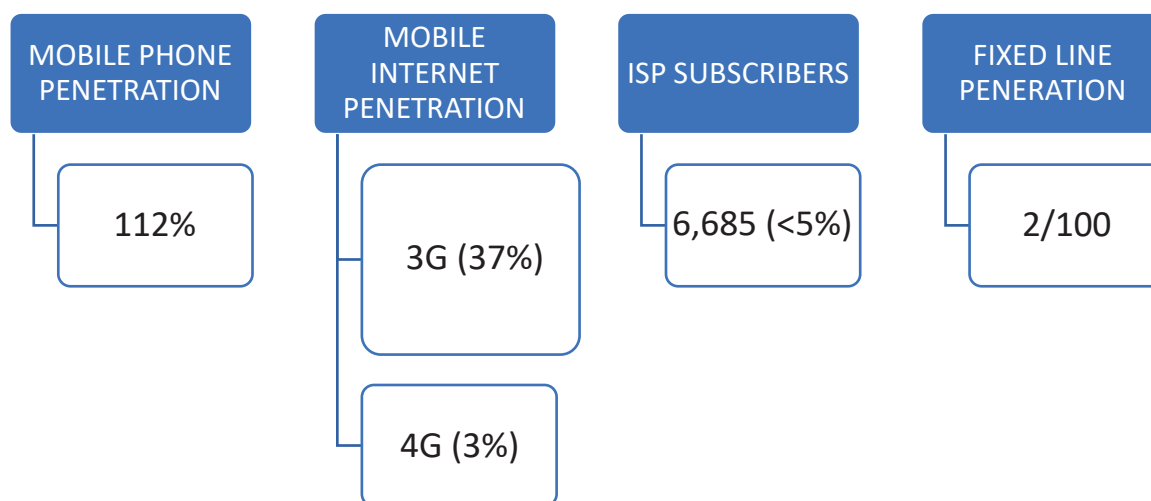 MOBILE PHONE
PENETRATION
112%
MOBILE
INTERNET
PENETRATION
3G (37%)
4G (3%)
ISP SUBSCRIBERS
6,685 (<5%)
FIXED LINE
PENERATION
2/100